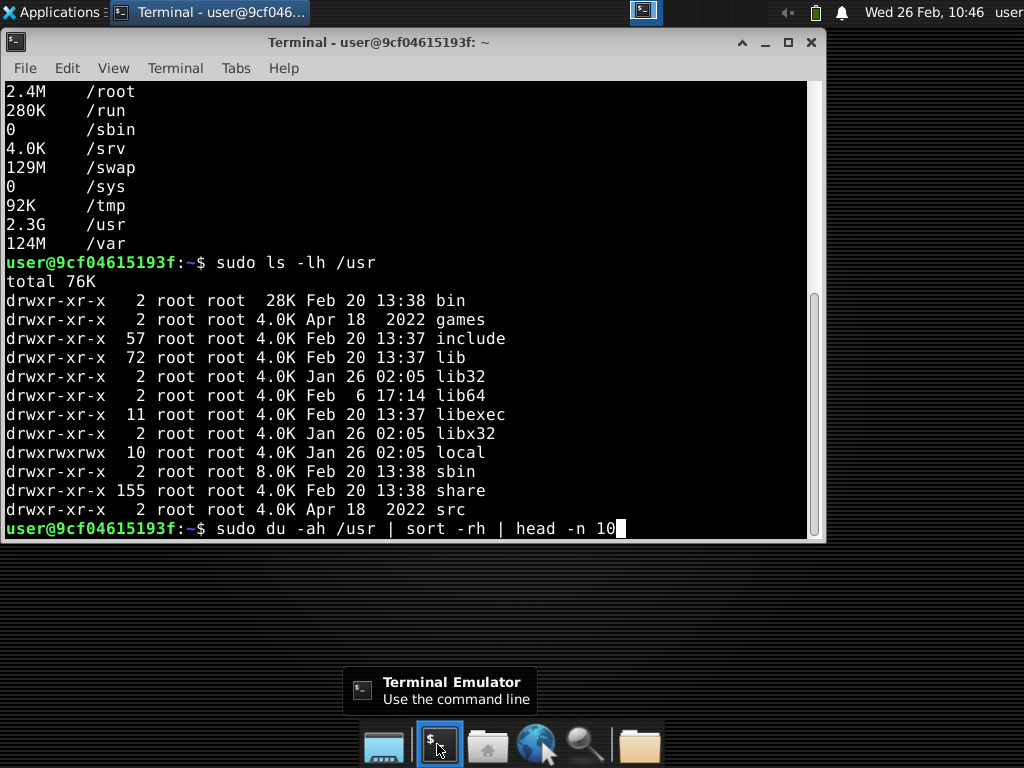 Applications
Terminal - user@9cf046...
Wed 26 Feb, 10:46
user
Terminal - user@9cf04615193f: ~
File Edit View Terminal Tabs Help
2.4M /root
280K /run
0 /sbin
4.0K /srv
129M /swap
0 /sys
92K /tmp
2.3G /usr
124M /var
user@9cf04615193f:~$ sudo ls -lh /usr
total 76K
drwxr-xr-x 2 root root 28K Feb 20 13:38 bin
drwxr-xr-x 2 root root 4.0K Apr 18 2022 games
drwxr-xr-x 57 root root 4.0K Feb 20 13:37 include
drwxr-xr-x 72 root root 4.0K Feb 20 13:37 lib
drwxr-xr-x 2 root root 4.0K Jan 26 02:05 lib32
drwxr-xr-x 2 root root 4.0K Feb 6 17:14 lib64
drwxr-xr-x 11 root root 4.0K Feb 20 13:37 libexec
drwxr-xr-x 2 root root 4.0K Jan 26 02:05 libx32
drwxrwxrwx 10 root root 4.0K Jan 26 02:05 local
drwxr-xr-x 2 root root 8.0K Feb 20 13:38 sbin
drwxr-xr-x 155 root root 4.0K Feb 20 13:38 share
drwxr-xr-x 2 root root 4.0K Apr 18 2022 src
user@9cf04615193f:~$ sudo du -ah /usr | sort -rh | head -n 10
Terminal Emulator
Use the command line